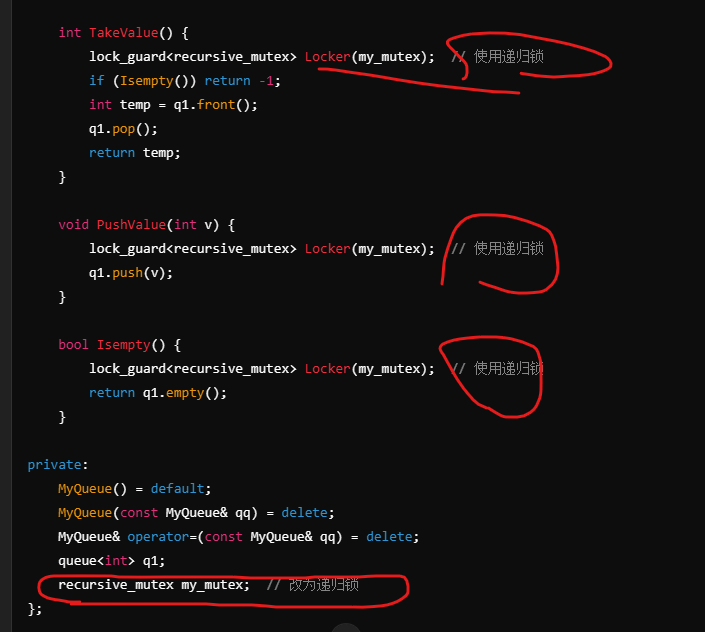 int TakeValue() {
lock_guard<recursive_mutex> Locker(my_mutex);  // 使用递归锁
if (Isempty()) return -1;
int temp = q1.front();
q1.pop();
return temp;
}
void PushValue(int v) {
lock_guard<recursive_mutex> Locker(my_mutex);  // 使用递归锁
q1.push(v);
}
bool Isempty() {
lock_guard<recursive_mutex> Locker(my_mutex);  // 使用递归锁
return q1.empty();
}
private:
MyQueue() = default;
MyQueue(const MyQueue& qq) = delete;
MyQueue& operator=(const MyQueue& qq) = delete;
queue<int> q1;
recursive_mutex my_mutex;  // 改为递归锁
};